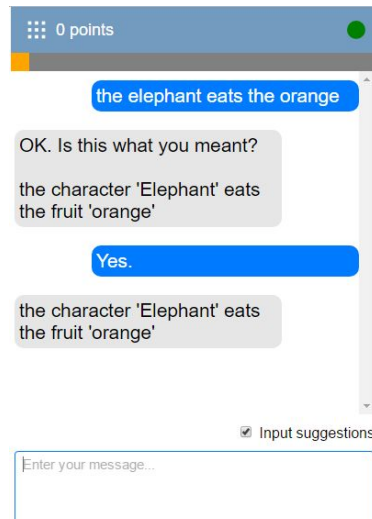 0 points
the elephant eats the orange
OK. Is this what you meant?
the character 'Elephant' eats
the fruit 'orange'
Yes.
the character 'Elephant' eats
the fruit 'orange'
Input suggestions
Enter your message...